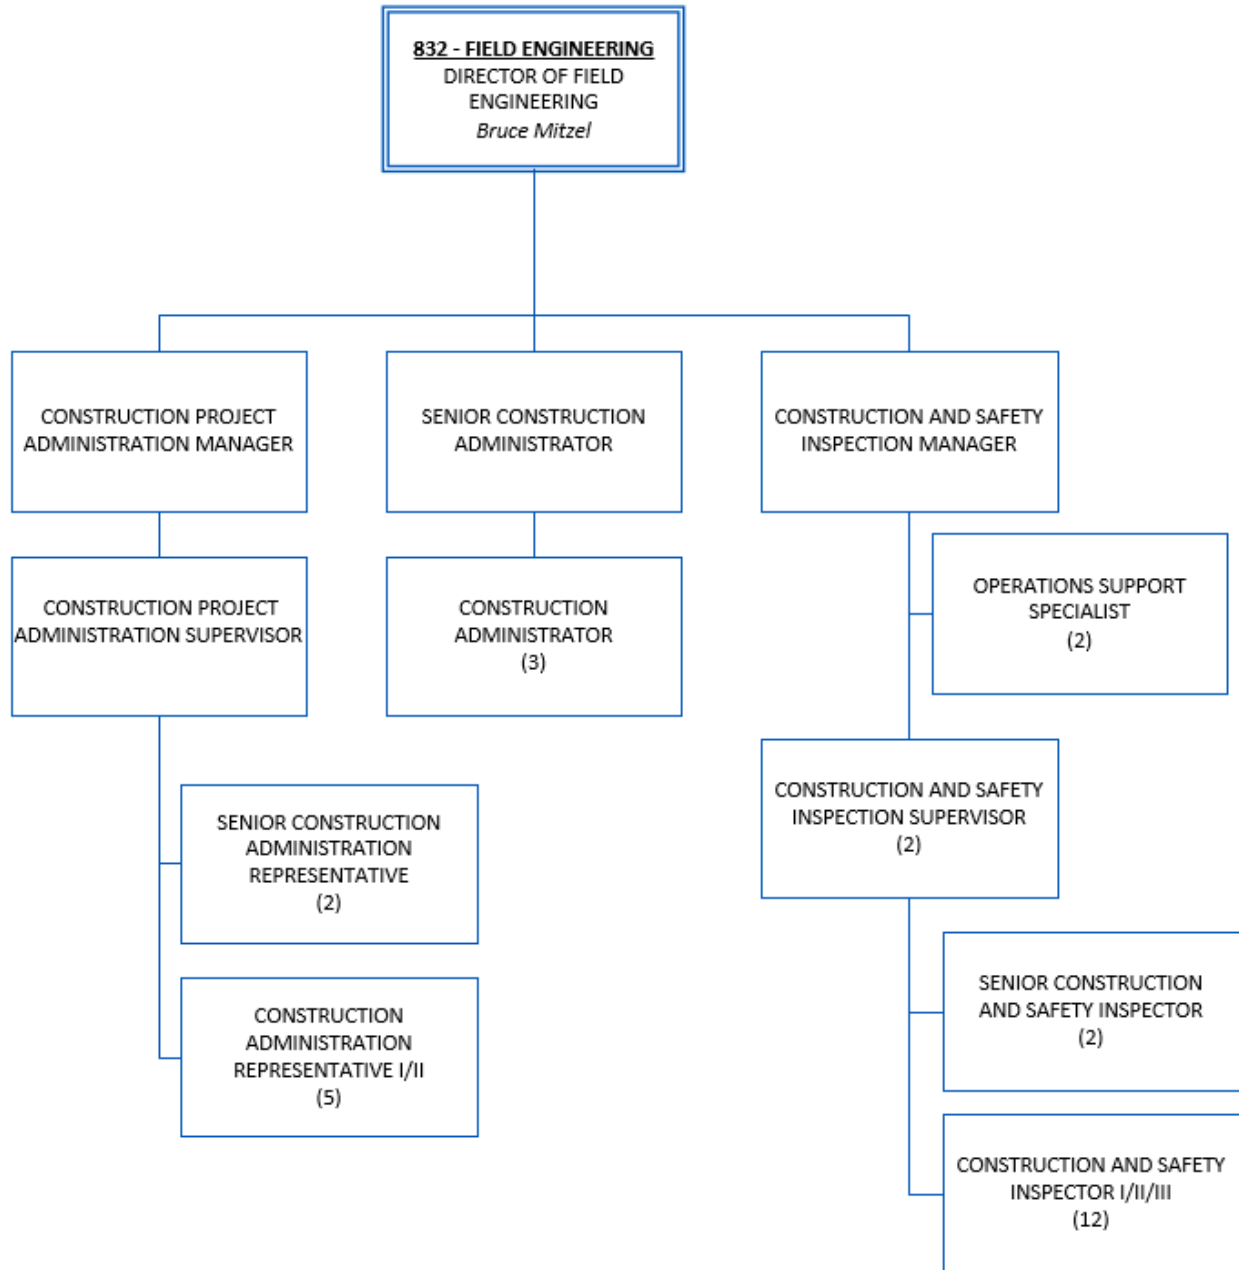 832 - FIELD ENGINEERING
DIRECTOR OF FIELD
ENGINEERING
Bruce Mitzel
CONSTRUCTION PROJECT
ADMINISTRATION MANAGER
SENIOR CONSTRUCTION
ADMINISTRATOR
CONSTRUCTION AND SAFETY
INSPECTION MANAGER
CONSTRUCTION PROJECT
ADMINISTRATION SUPERVISOR
CONSTRUCTION
ADMINISTRATOR
(3)
OPERATIONS SUPPORT
SPECIALIST
(2)
SENIOR CONSTRUCTION
ADMINISTRATION
REPRESENTATIVE
(2)
CONSTRUCTION AND SAFETY
INSPECTION SUPERVISOR
(2)
CONSTRUCTION
ADMINISTRATION
REPRESENTATIVE I/II
(5)
SENIOR CONSTRUCTION
AND SAFETY INSPECTOR
(2)
CONSTRUCTION AND SAFETY
INSPECTOR I/II/III
(12)